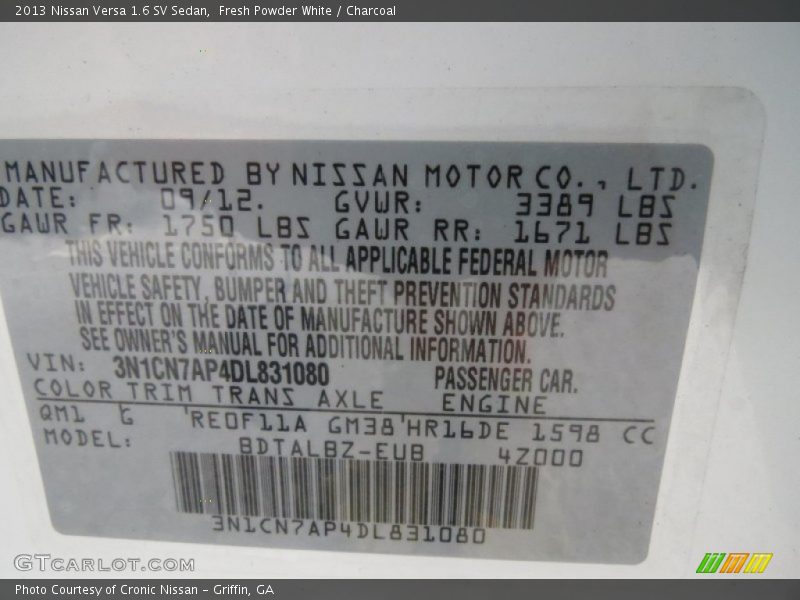 2013 Nissan Versa 1.6 SV Sedan,  Fresh Powder White / Charcoal
MANUFACTURED BY NISSAN MOTOR CO., LTD.
DATE: 09/12. GVWR: 3389 LBS
GAWR FR: 1750 LBS GAWR RR: 1671 LBS
THIS VEHICLE CONFORMS TO ALL APPLICABLE FEDERAL MOTOR
VEHICLE SAFETY, BUMPER AND THEFT PREVENTION STANDARDS
IN EFFECT ON THE DATE OF MANUFACTURE SHOWN ABOVE.
SEE OWNER'S MANUAL FOR ADDITIONAL INFORMATION.
VIN: 3N1CN7AP4DL831080 PASSENGER CAR.
COLOR TRIM TRANS AXLE ENGINE
QM1 G RE0F11A GM38 HR16DE 1598 CC
MODEL: BDTALBZ-EUB 4Z000
3N1CN7AP4DL831080
GTCARLOT.COM
Photo Courtesy of Cronic Nissan – Griffin, GA